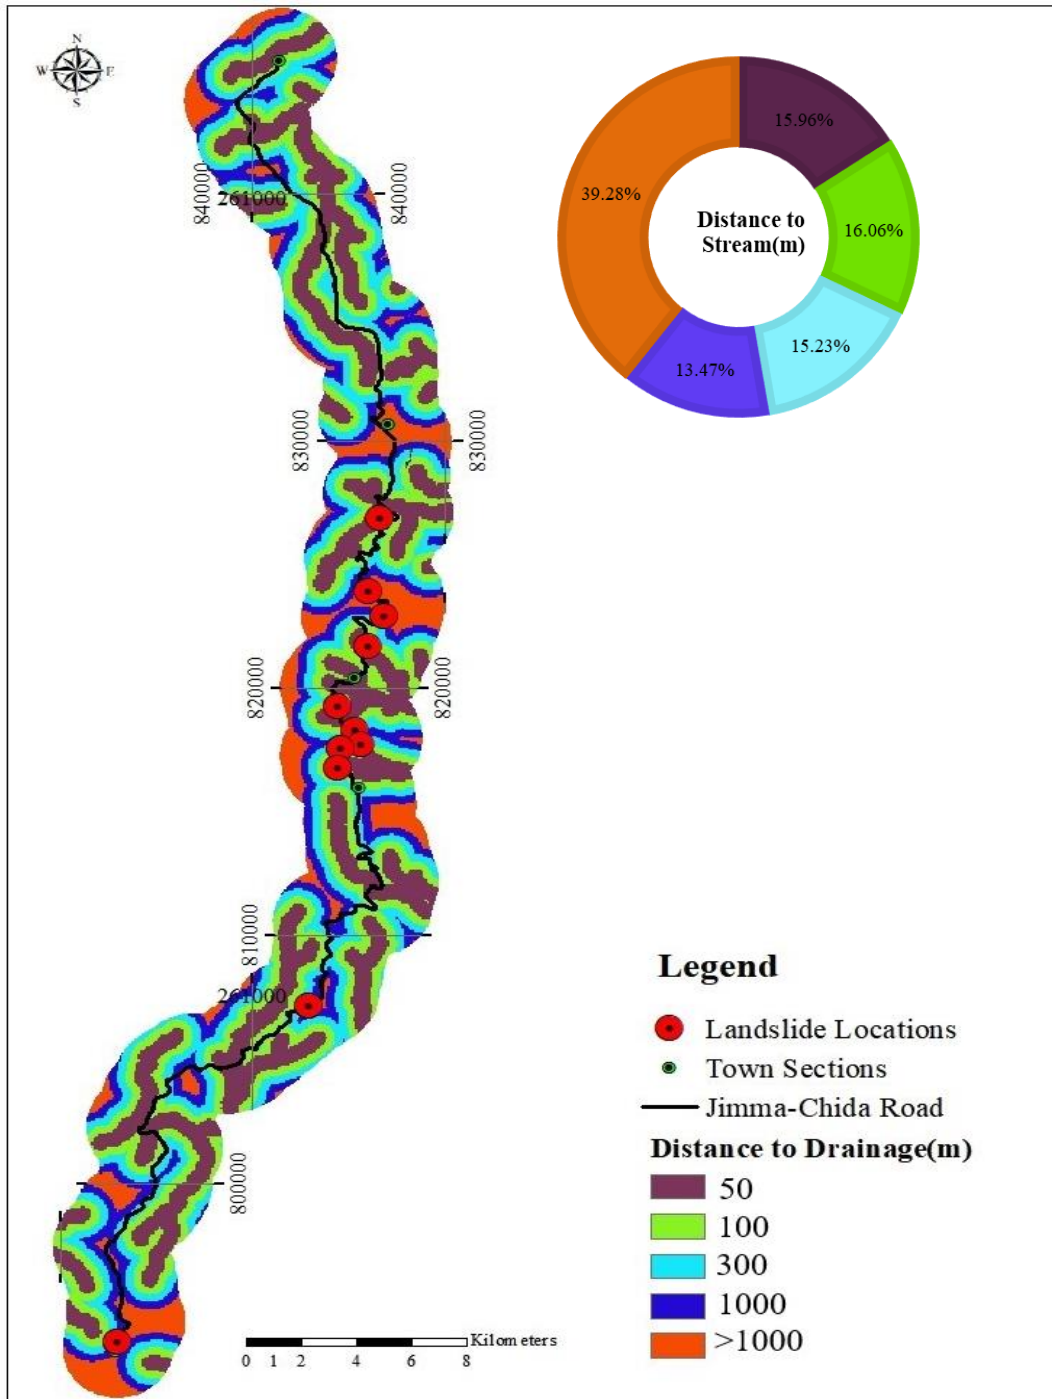 N
W E
S
15.96%
39.28%
Distance to
Stream(m)
16.06%
15.23%
13.47%
840000
261000
840000
830000
830000
820000
820000
810000
261000
800000
Legend
Landslide Locations
Town Sections
Jimma-Chida Road
Distance to Drainage(m)
50
100
300
1000
>1000
Kilometers
0 1 2 4 6 8